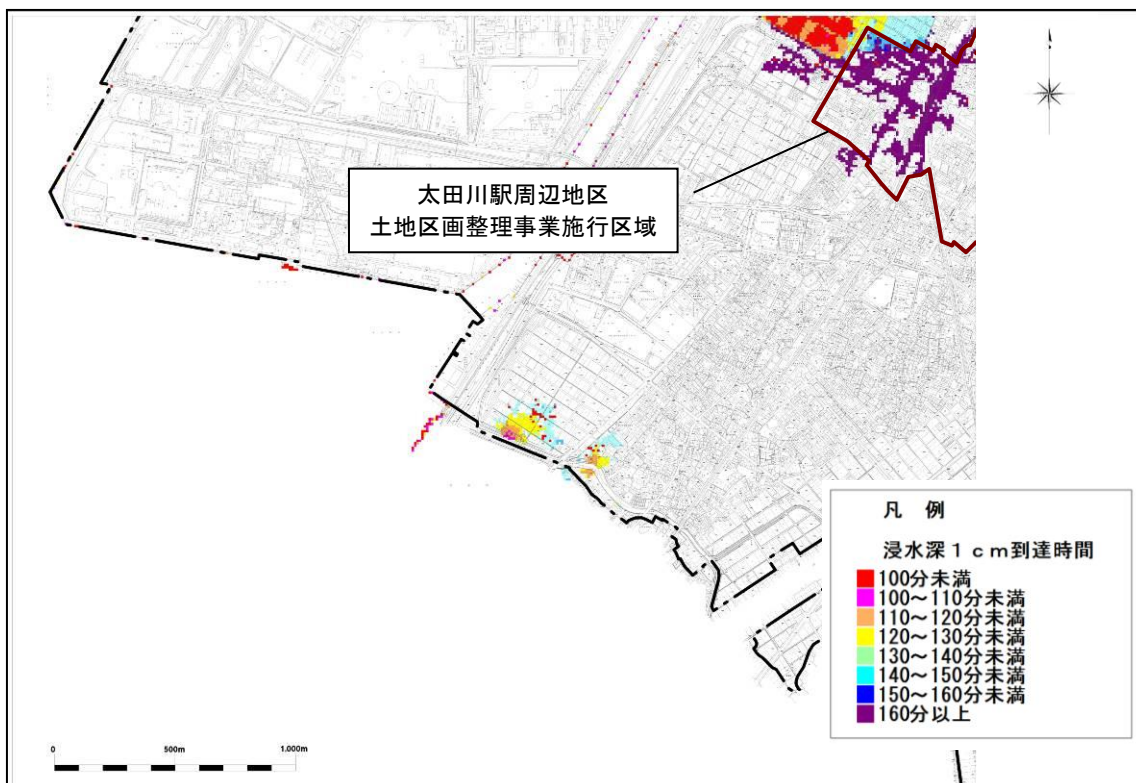 太田川駅周辺地区
土地区画整理事業施行区域
凡 例
浸水深1cm到達時間
100分未満
100～110分未満
110～120分未満
120～130分未満
130～140分未満
140～150分未満
150～160分未満
160分以上
0 500m 1.000m